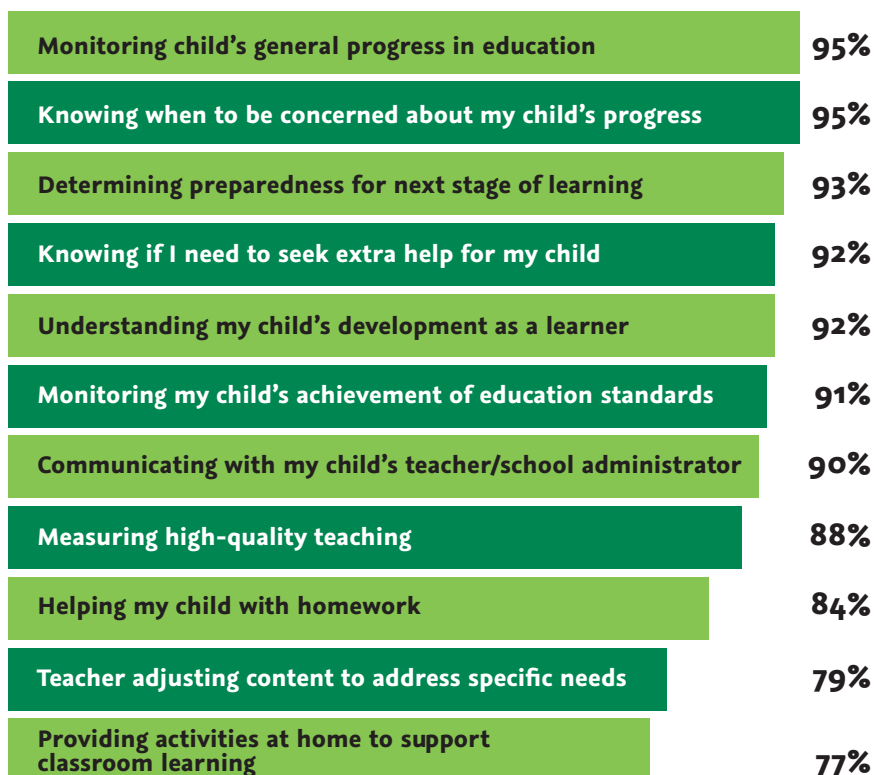 Monitoring child’s general progress in education 95%
Knowing when to be concerned about my child’s progress 95%
Determining preparedness for next stage of learning 93%
Knowing if I need to seek extra help for my child 92%
Understanding my child’s development as a learner 92%
Monitoring my child’s achievement of education standards 91%
Communicating with my child’s teacher/school administrator 90%
Measuring high-quality teaching 88%
Helping my child with homework 84%
Teacher adjusting content to address specific needs 79%
Providing activities at home to support
classroom learning 77%